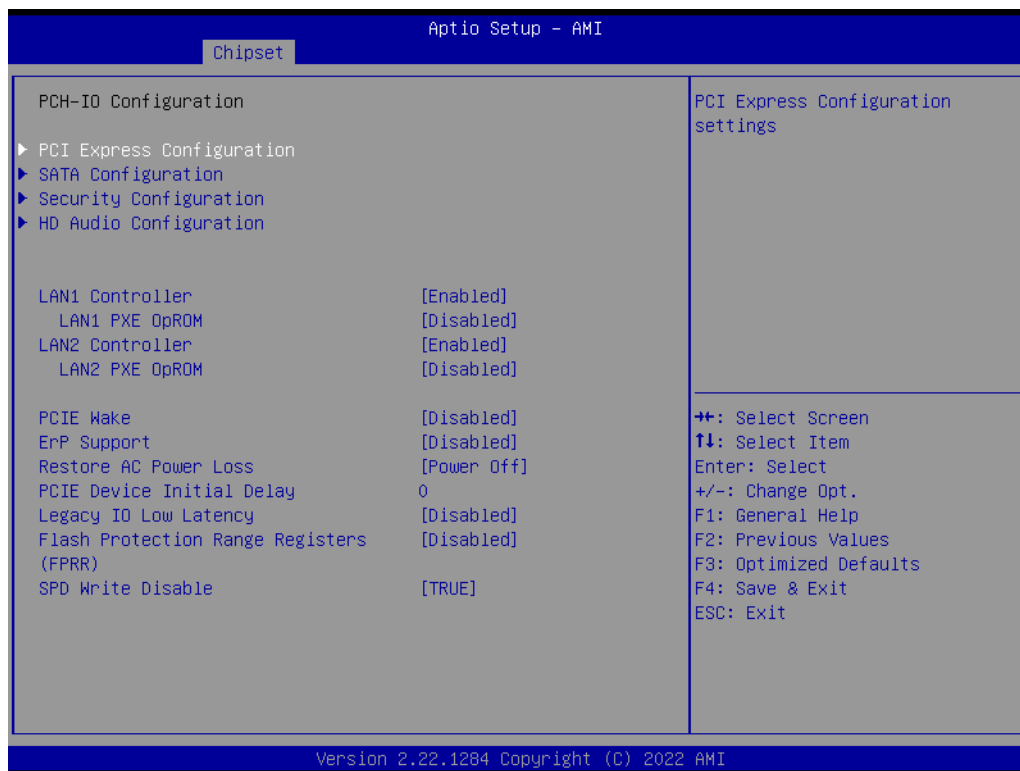 Aptio Setup - AMI
Chipset
PCH-IO Configuration
PCI Express Configuration
SATA Configuration
Security Configuration
HD Audio Configuration
LAN1 Controller [Enabled]
LAN1 PXE OpROM [Disabled]
LAN2 Controller [Enabled]
LAN2 PXE OpROM [Disabled]
PCIE Wake [Disabled]
ErP Support [Disabled]
Restore AC Power Loss [Power Off]
PCIE Device Initial Delay 0
Legacy IO Low Latency [Disabled]
Flash Protection Range Registers [Disabled]
(FPRR)
SPD Write Disable [TRUE]
PCI Express Configuration
settings
→←: Select Screen
↑↓: Select Item
Enter: Select
+/-: Change Opt.
F1: General Help
F2: Previous Values
F3: Optimized Defaults
F4: Save & Exit
ESC: Exit
Version 2.22.1284 Copyright (C) 2022 AMI